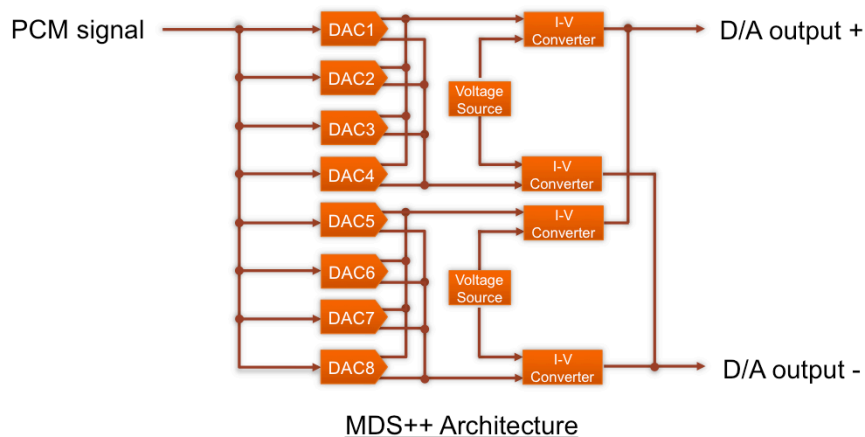 PCM signal
DAC1
I-V
Converter
D/A output +
DAC2
Voltage
Source
DAC3
DAC4
I-V
Converter
DAC5
I-V
Converter
DAC6
Voltage
Source
DAC7
DAC8
I-V
Converter
D/A output -
MDS++ Architecture